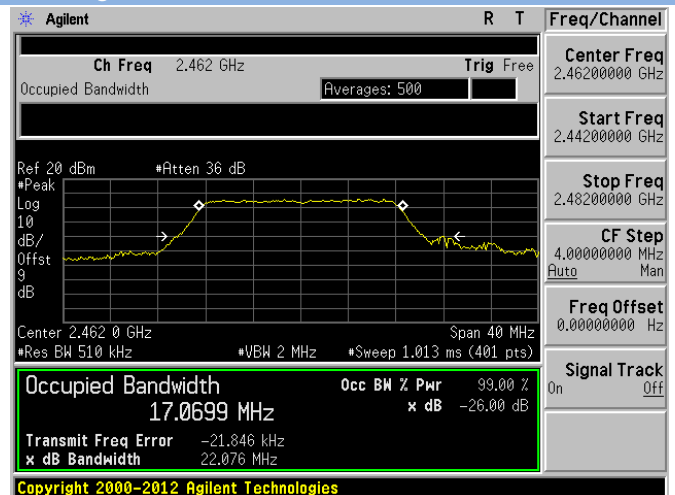 Agilent R T Freq/Channel
Ch Freq 2.462 GHz Trig Free
Occupied Bandwidth Averages: 500
Center Freq
2.46200000 GHz
Start Freq
2.44200000 GHz
Stop Freq
2.48200000 GHz
CF Step
4.00000000 MHz
Auto Man
Freq Offset
0.00000000 Hz
Signal Track
On Off
Ref 20 dBm #Atten 36 dB
#Peak
Log
10
dB/
Offst
9
dB
Center 2.462 0 GHz Span 40 MHz
#Res BW 510 kHz #VBW 2 MHz #Sweep 1.013 ms (401 pts)
Occupied Bandwidth Occ BW % Pwr 99.00 %
17.0699 MHz x dB -26.00 dB
Transmit Freq Error -21.846 kHz
x dB Bandwidth 22.076 MHz
Copyright 2000-2012 Agilent Technologies